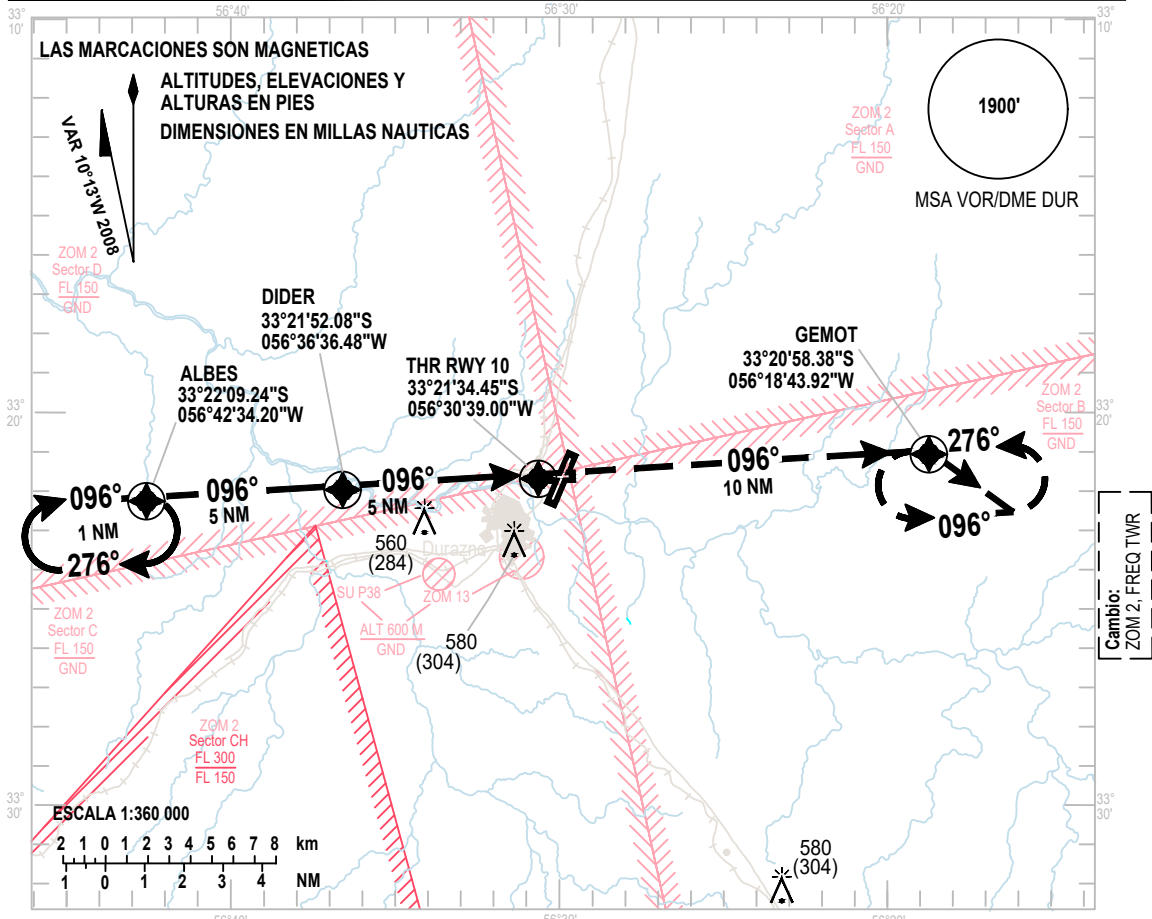 56°40'
56°30'
56°20'
33°
10'
33°
10'
LAS MARCACIONES SON MAGNETICAS
ALTITUDES, ELEVACIONES Y
ALTURAS EN PIES
DIMENSIONES EN MILLAS NAUTICAS
VAR 10°13'W 2008
1900'
MSA VOR/DME DUR
ZOM 2
Sector A
FL 150
GND
ZOM 2
Sector D
FL 150
GND
DIDER
33°21'52.08"S
056°36'36.48"W
ALBES
33°22'09.24"S
056°42'34.20"W
THR RWY 10
33°21'34.45"S
056°30'39.00"W
GEMOT
33°20'58.38"S
056°18'43.92"W
33°
20'
33°
20'
ZOM 2
Sector B
FL 150
GND
096°
1 NM
276°
096°
5 NM
096°
5 NM
096°
10 NM
276°
096°
560
(284)
Durazno
SU P38
ZOM 13
ALT 600 M
GND
580
(304)
ZOM 2
Sector C
FL 150
GND
Cambio:
ZOM 2, FREQ TWR
ZOM 2
Sector CH
FL 300
FL 150
33°
30'
33°
30'
ESCALA 1:360 000
2 1 0 1 2 3 4 5 6 7 8 km
1 0 1 2 3 4 NM
580
(304)
56°40'
56°30'
56°20'